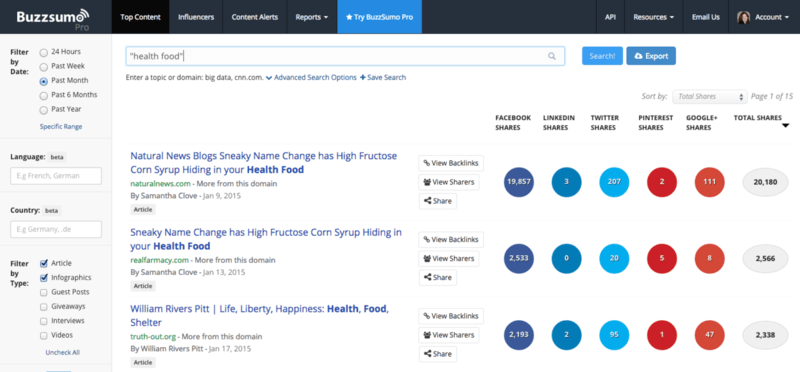 Buzzsumo
Pro
Top Content
Influencers
Content Alerts
Reports
★ Try BuzzSumo Pro
API
Resources
Email Us
Account
Filter by Date:
24 Hours
Past Week
Past Month
Past 6 Months
Past Year
Specific Range
Language: beta
E.g French, German
Country: beta
E.g Germany, .de
Filter by Type:
Article
Infographics
Guest Posts
Giveaways
Interviews
Videos
Uncheck All
"health food"
Search!
Export
Enter a topic or domain: big data, cnn.com. Advanced Search Options + Save Search
Sort by: Total Shares Page 1 of 15
FACEBOOK SHARES
LINKEDIN SHARES
TWITTER SHARES
PINTEREST SHARES
GOOGLE+ SHARES
TOTAL SHARES
Natural News Blogs Sneaky Name Change has High Fructose
Corn Syrup Hiding in your Health Food
naturalnews.com - More from this domain
By Samantha Clove - Jan 9, 2015
Article
View Backlinks
View Sharers
Share
19,857
3
207
2
111
20,180
Sneaky Name Change has High Fructose Corn Syrup Hiding in
your Health Food
realfarmacy.com - More from this domain
By Samantha Clove - Jan 13, 2015
Article
View Backlinks
View Sharers
Share
2,533
0
20
5
8
2,566
William Rivers Pitt | Life, Liberty, Happiness: Health, Food,
Shelter
truth-out.org - More from this domain
By William Rivers Pitt - Jan 17, 2015
Article
View Backlinks
View Sharers
Share
2,193
2
95
1
47
2,338